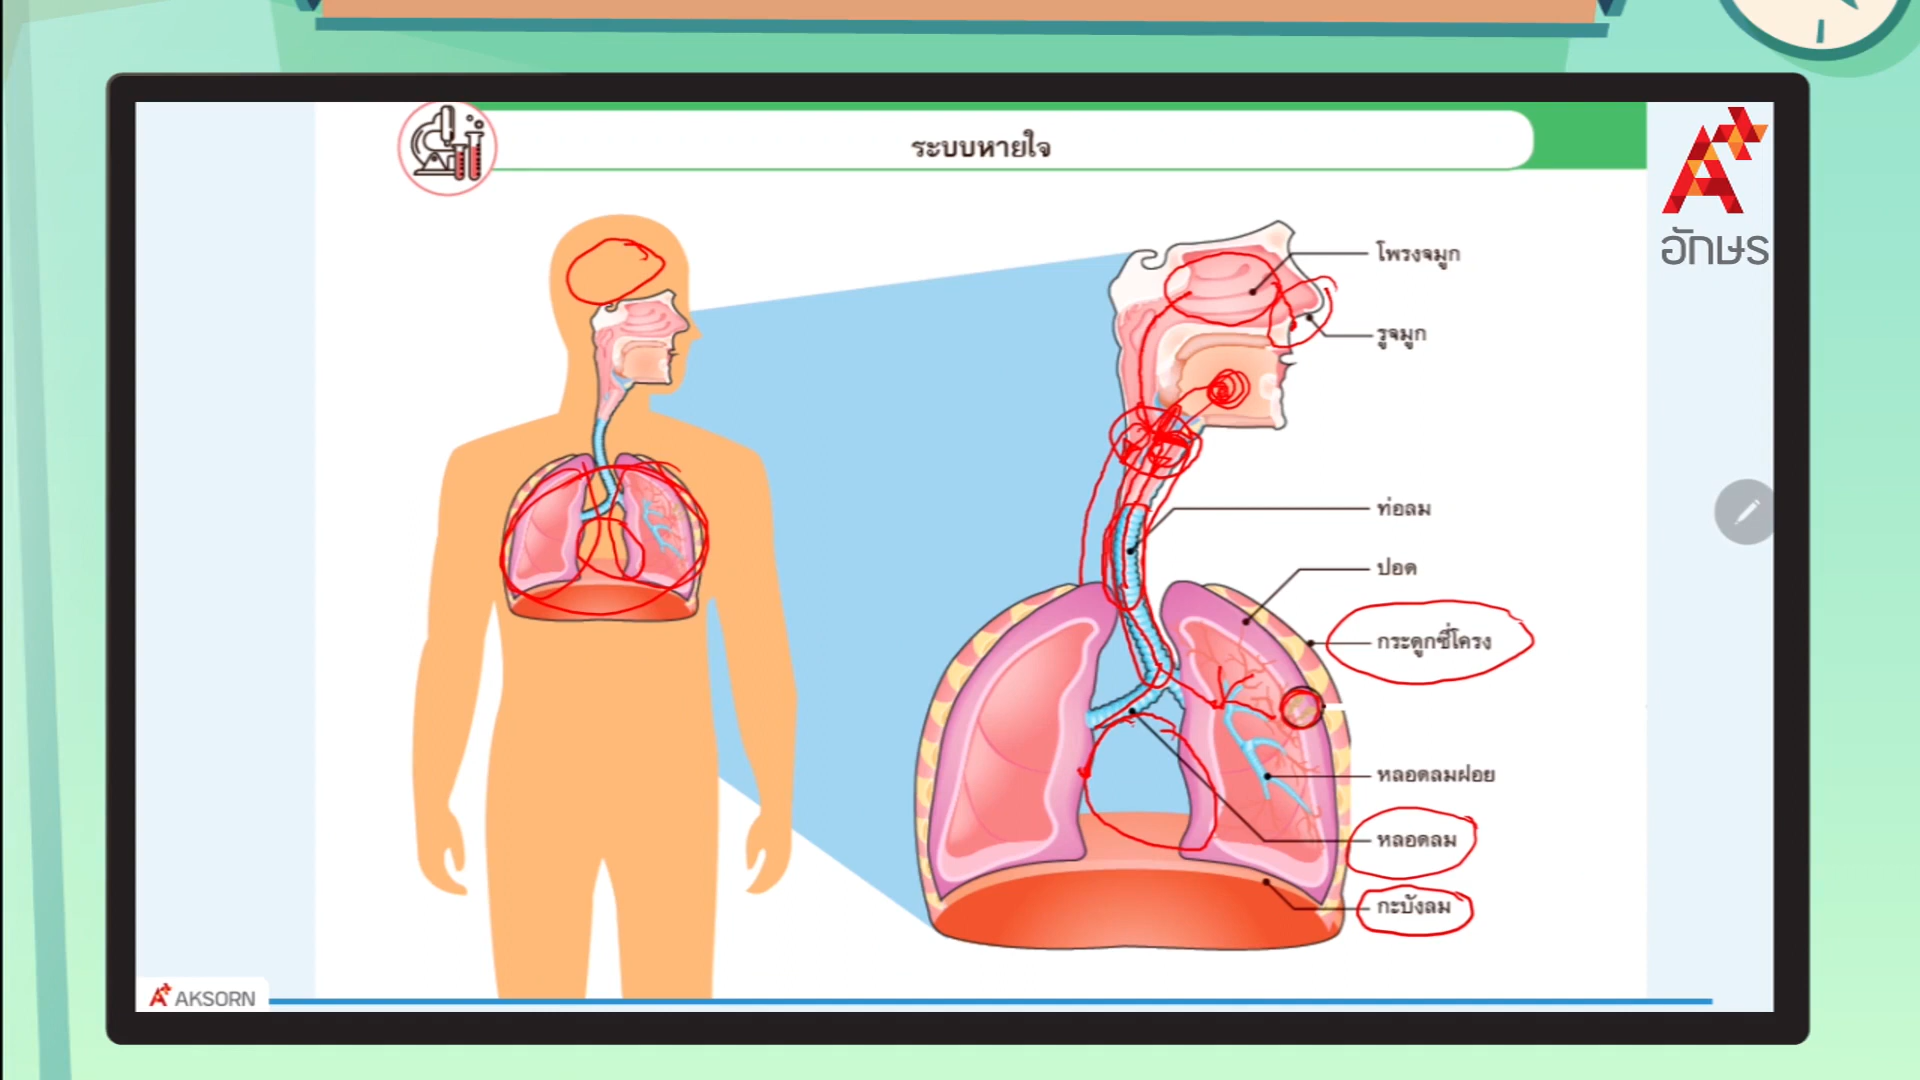 ระบบหายใจ
อักษร
โพรงจมูก
รูจมูก
ท่อลม
ปอด
กระดูกซี่โครง
หลอดลมฝอย
หลอดลม
กะบังลม
AKSORN